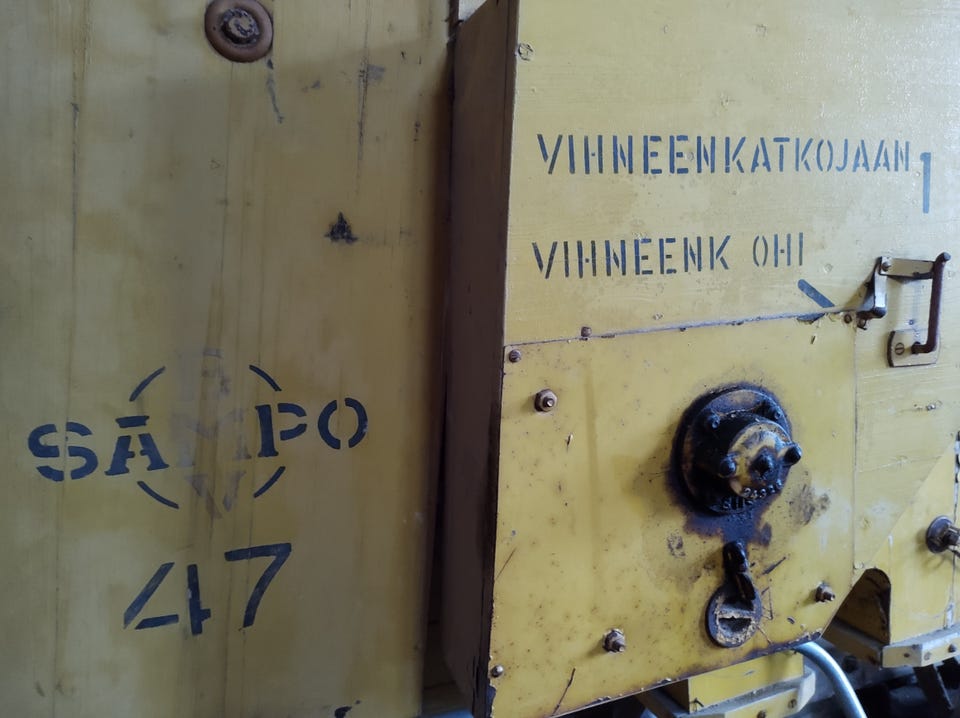 VIHNEENKATKOJAAN 1
VIHNEENK OHI
SAMPO
47